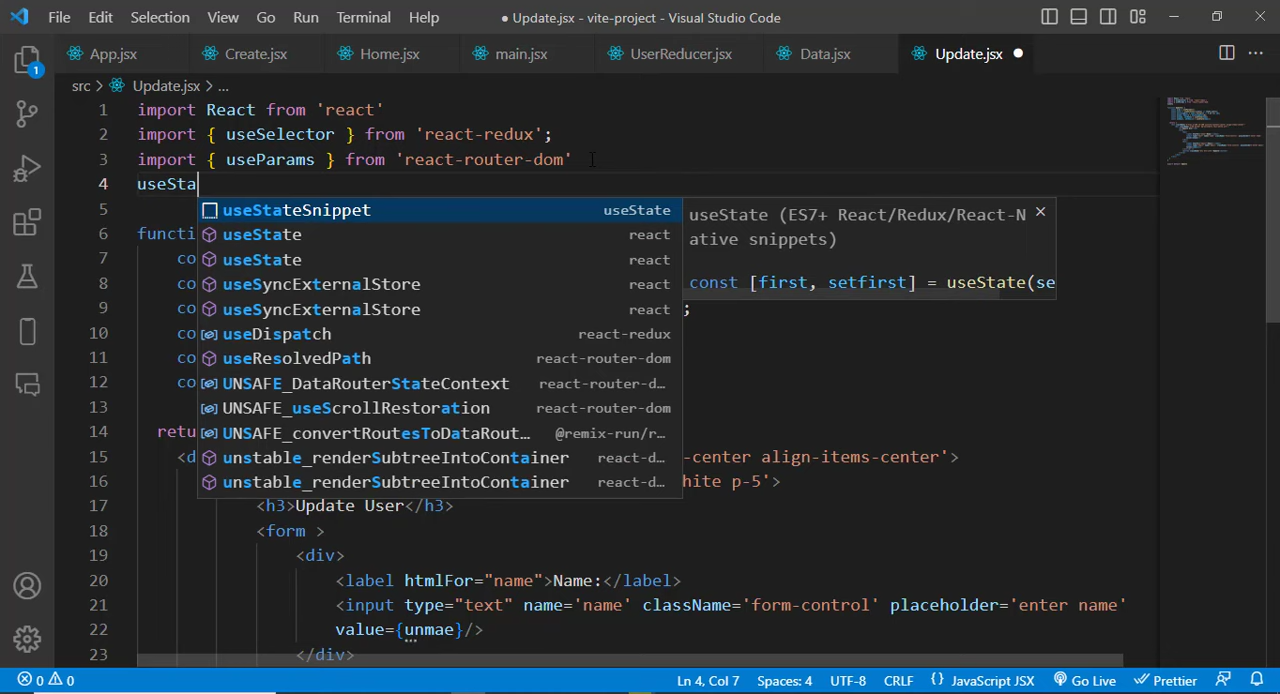 File Edit Selection View Go Run Terminal Help ● Update.jsx - vite-project - Visual Studio Code
App.jsx Create.jsx Home.jsx main.jsx UserReducer.jsx Data.jsx Update.jsx ●
1
src > Update.jsx > ...
1 import React from 'react'
2 import { useSelector } from 'react-redux';
3 import { useParams } from 'react-router-dom'
4 useSta
5
6 functi
7 co
8 co
9 co ;
10 co
11 co
12 co
13
14 retu
15 <d -center align-items-center'>
16 hite p-5'>
17 <h3>Update User</h3>
18 <form >
19 <div>
20 <label htmlFor="name">Name:</label>
21 <input type="text" name='name' className='form-control' placeholder='enter name'
22 value={unmae}/>
23 </div>
useStateSnippet useState
useState react
useState react
useSyncExternalStore react
useSyncExternalStore react
useDispatch react-redux
useResolvedPath react-router-dom
UNSAFE_DataRouterStateContext react-router-d...
UNSAFE_useScrollRestoration react-router-dom
UNSAFE_convertRoutesToDataRout... @remix-run/r...
unstable_renderSubtreeIntoContainer react-d...
unstable_renderSubtreeIntoContainer react-d...
useState (ES7+ React/Redux/React-N
ative snippets)
const [first, setfirst] = useState(se
0 0 Ln 4, Col 7 Spaces: 4 UTF-8 CRLF {} JavaScript JSX Go Live Prettier